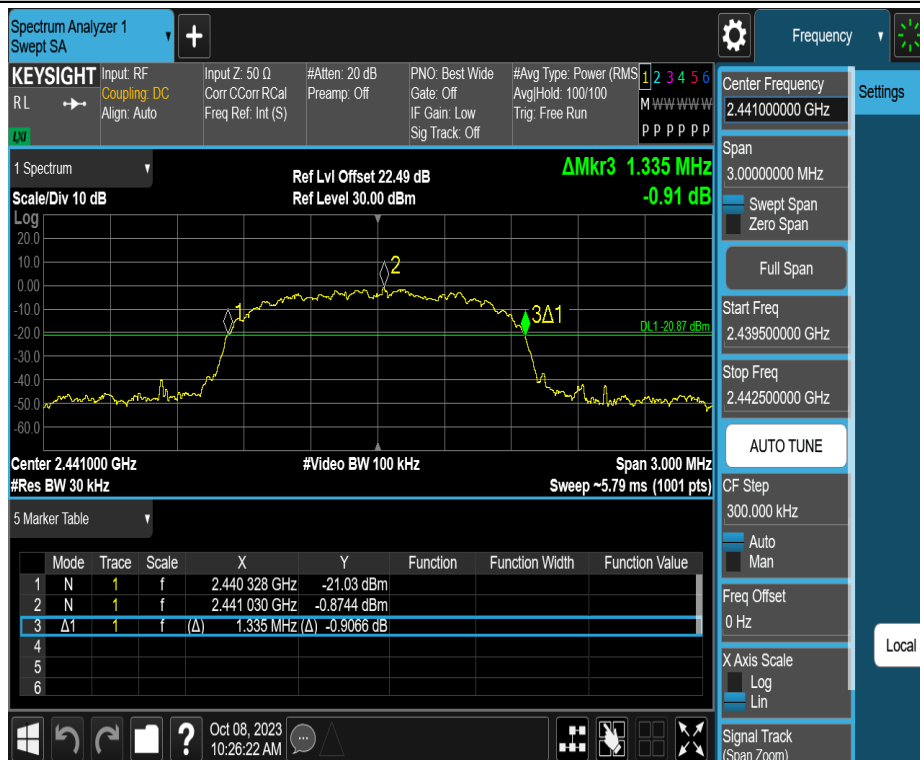 Spectrum Analyzer 1
Swept SA
+
Frequency
KEYSIGHT
RL
LXI
Input: RF
Coupling: DC
Align: Auto
Input Z: 50 Ω
Corr CCorr RCal
Freq Ref: Int (S)
#Atten: 20 dB
Preamp: Off
PNO: Best Wide
Gate: Off
IF Gain: Low
Sig Track: Off
#Avg Type: Power (RMS
Avg|Hold: 100/100
Trig: Free Run
1 2 3 4 5 6
M W W W W W
P P P P P P
Center Frequency
2.441000000 GHz
Settings
Span
3.00000000 MHz
Swept Span
Zero Span
Full Span
Start Freq
2.439500000 GHz
Stop Freq
2.442500000 GHz
AUTO TUNE
CF Step
300.000 kHz
Auto
Man
Freq Offset
0 Hz
X Axis Scale
Log
Lin
Signal Track
(Span Zoom)
Local
1 Spectrum
Scale/Div 10 dB
Ref Lvl Offset 22.49 dB
Ref Level 30.00 dBm
ΔMkr3 1.335 MHz
-0.91 dB
Log
20.0
10.0
0.00
-10.0
-20.0
-30.0
-40.0
-50.0
-60.0
1
2
3Δ1
DL1 -20.87 dBm
Center 2.441000 GHz
#Video BW 100 kHz
Span 3.000 MHz
#Res BW 30 kHz
Sweep ~5.79 ms (1001 pts)
5 Marker Table
Mode Trace Scale X Y Function Function Width Function Value
1 N 1 f 2.440 328 GHz -21.03 dBm
2 N 1 f 2.441 030 GHz -0.8744 dBm
3 Δ1 1 f (Δ) 1.335 MHz (Δ) -0.9066 dB
4
5
6
?
Oct 08, 2023
10:26:22 AM